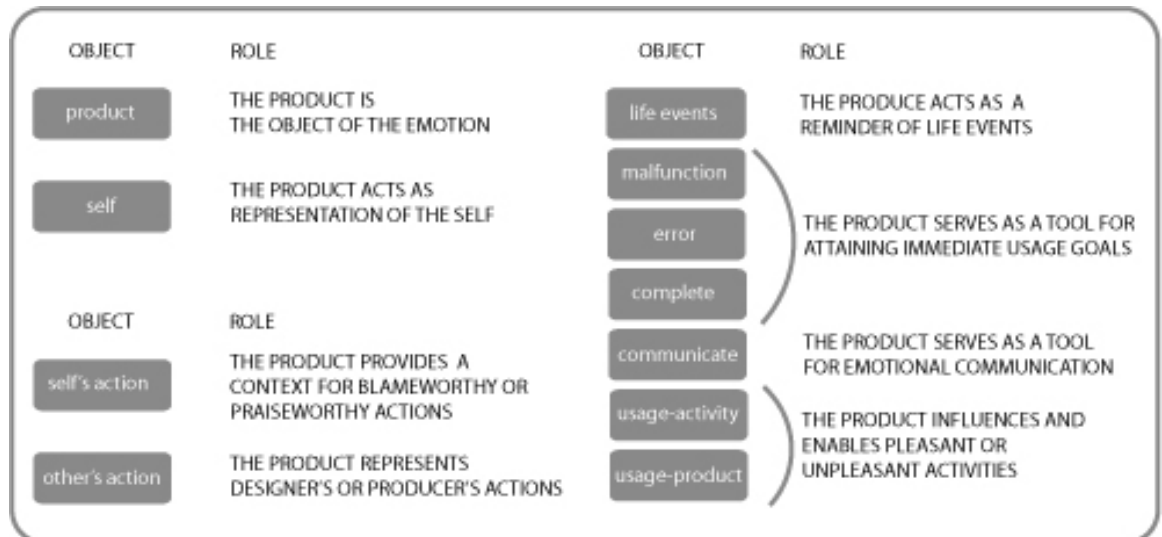 OBJECT ROLE
product
THE PRODUCT IS
THE OBJECT OF THE EMOTION
self
THE PRODUCT ACTS AS
REPRESENTATION OF THE SELF
OBJECT ROLE
self's action
THE PRODUCT PROVIDES A
CONTEXT FOR BLAMEWORTHY OR
PRAISEWORTHY ACTIONS
other's action
THE PRODUCT REPRESENTS
DESIGNER'S OR PRODUCER'S ACTIONS
OBJECT ROLE
life events
THE PRODUCE ACTS AS A
REMINDER OF LIFE EVENTS
malfunction
error
complete
THE PRODUCT SERVES AS A TOOL FOR
ATTAINING IMMEDIATE USAGE GOALS
communicate
THE PRODUCT SERVES AS A TOOL
FOR EMOTIONAL COMMUNICATION
usage-activity
usage-product
THE PRODUCT INFLUENCES AND
ENABLES PLEASANT OR
UNPLEASANT ACTIVITIES